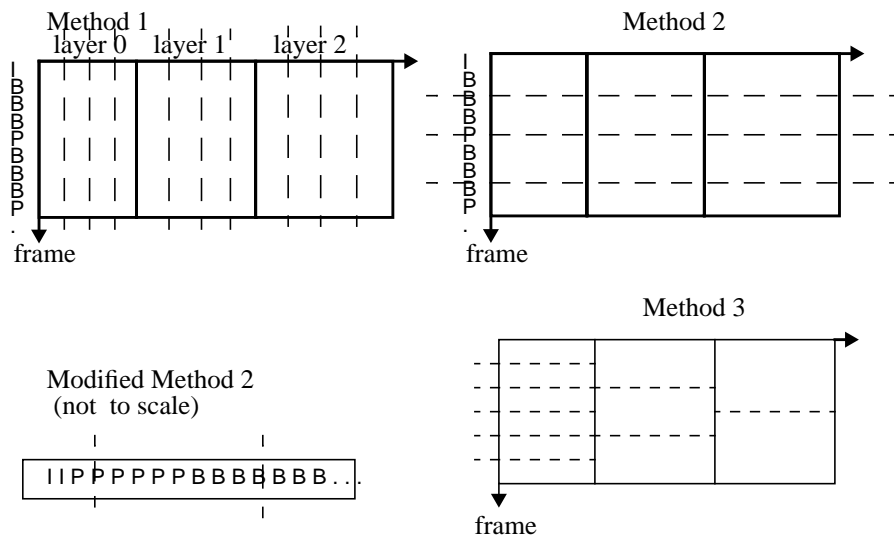 Method 1
layer 0 layer 1 layer 2
I
B
B
B
P
B
B
B
P
.
frame
Method 2
I
B
B
B
P
B
B
B
P
.
frame
Modified Method 2
(not to scale)
I I P P P P P P B B B B B B B . . .
Method 3
frame